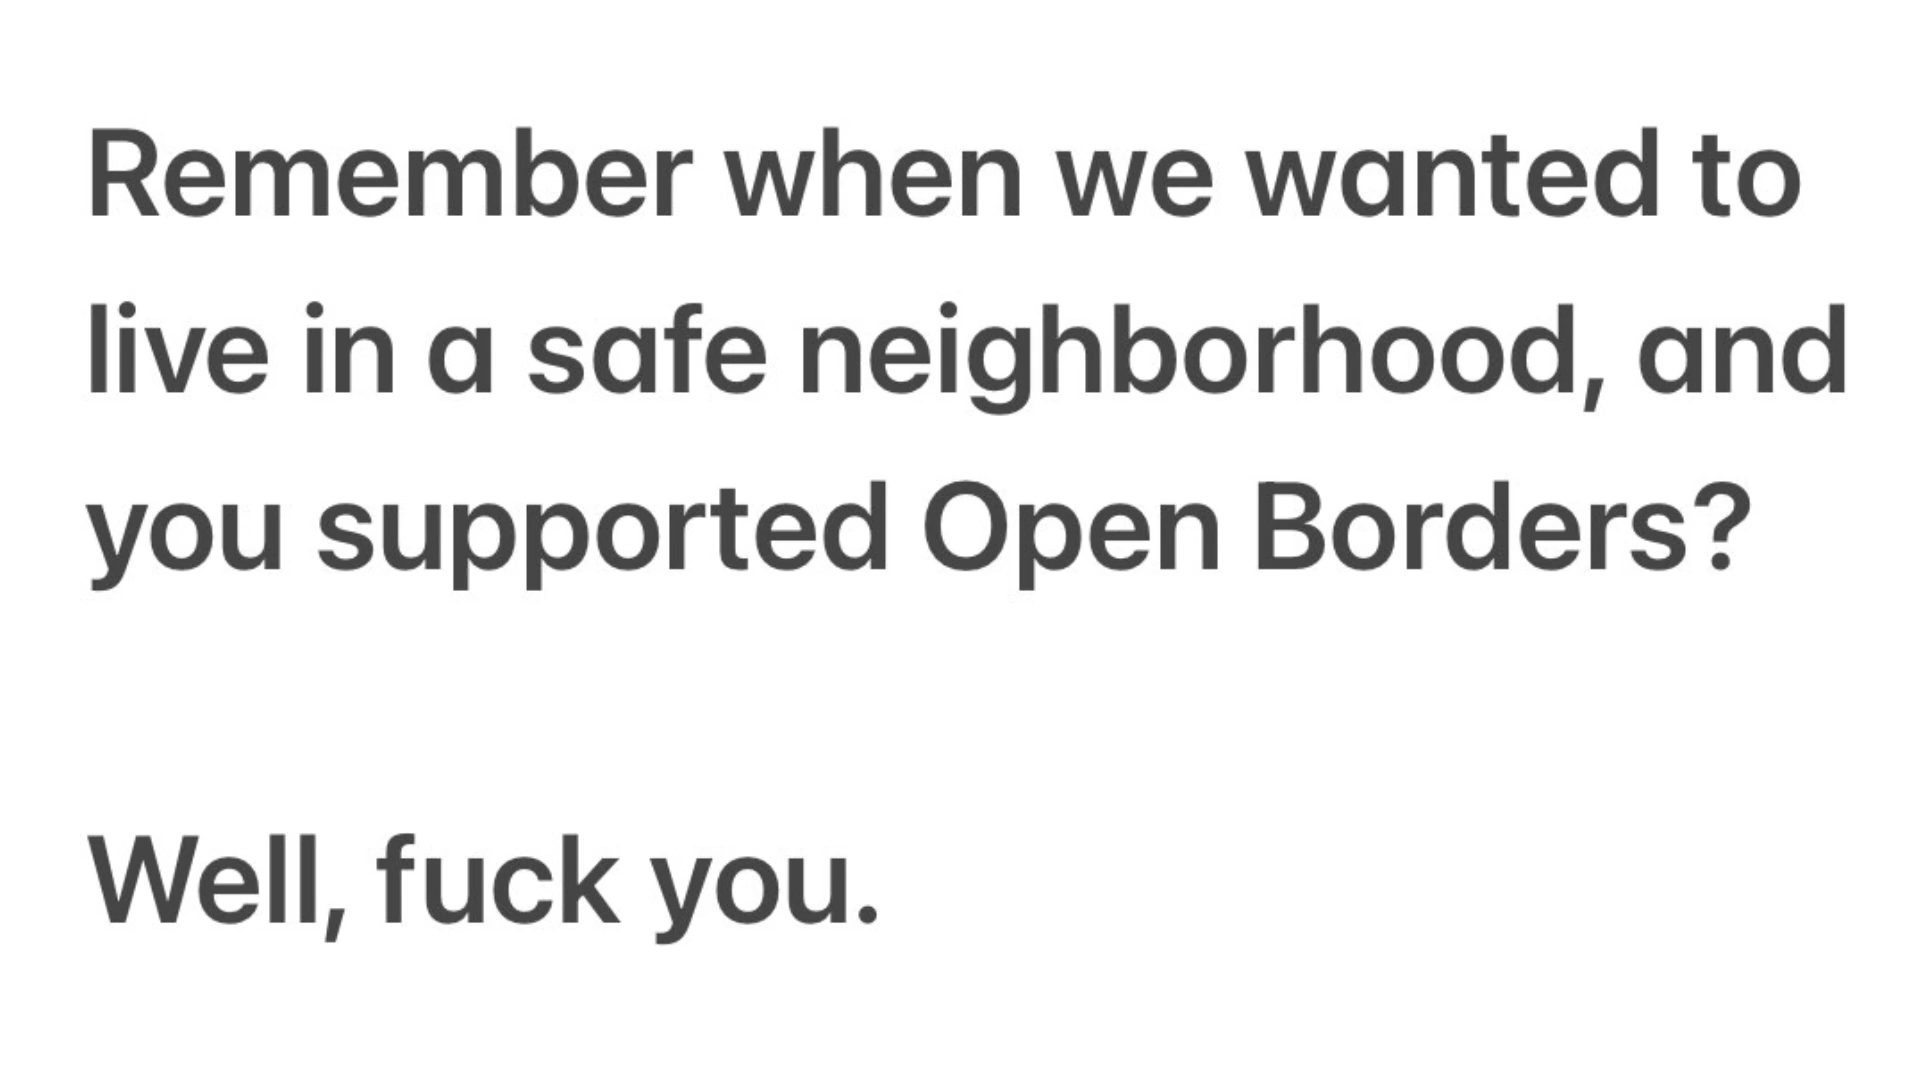 Remember when we wanted to
live in a safe neighborhood, and
you supported Open Borders?
Well, fuck you.